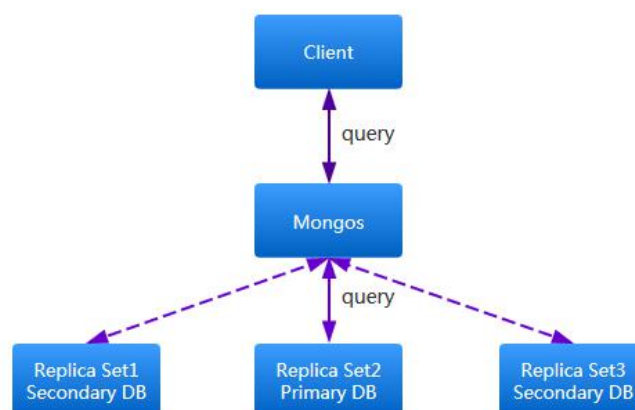 Client
query
Mongos
query
Replica Set1
Secondary DB
Replica Set2
Primary DB
Replica Set3
Secondary DB